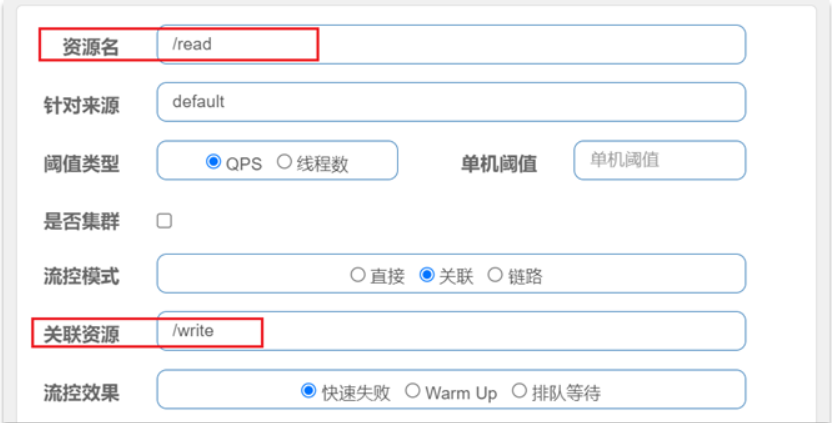 资源名 /read
针对来源 default
阈值类型 QPS 线程数 单机阈值 单机阈值
是否集群
流控模式 直接 关联 链路
关联资源 /write
流控效果 快速失败 Warm Up 排队等待